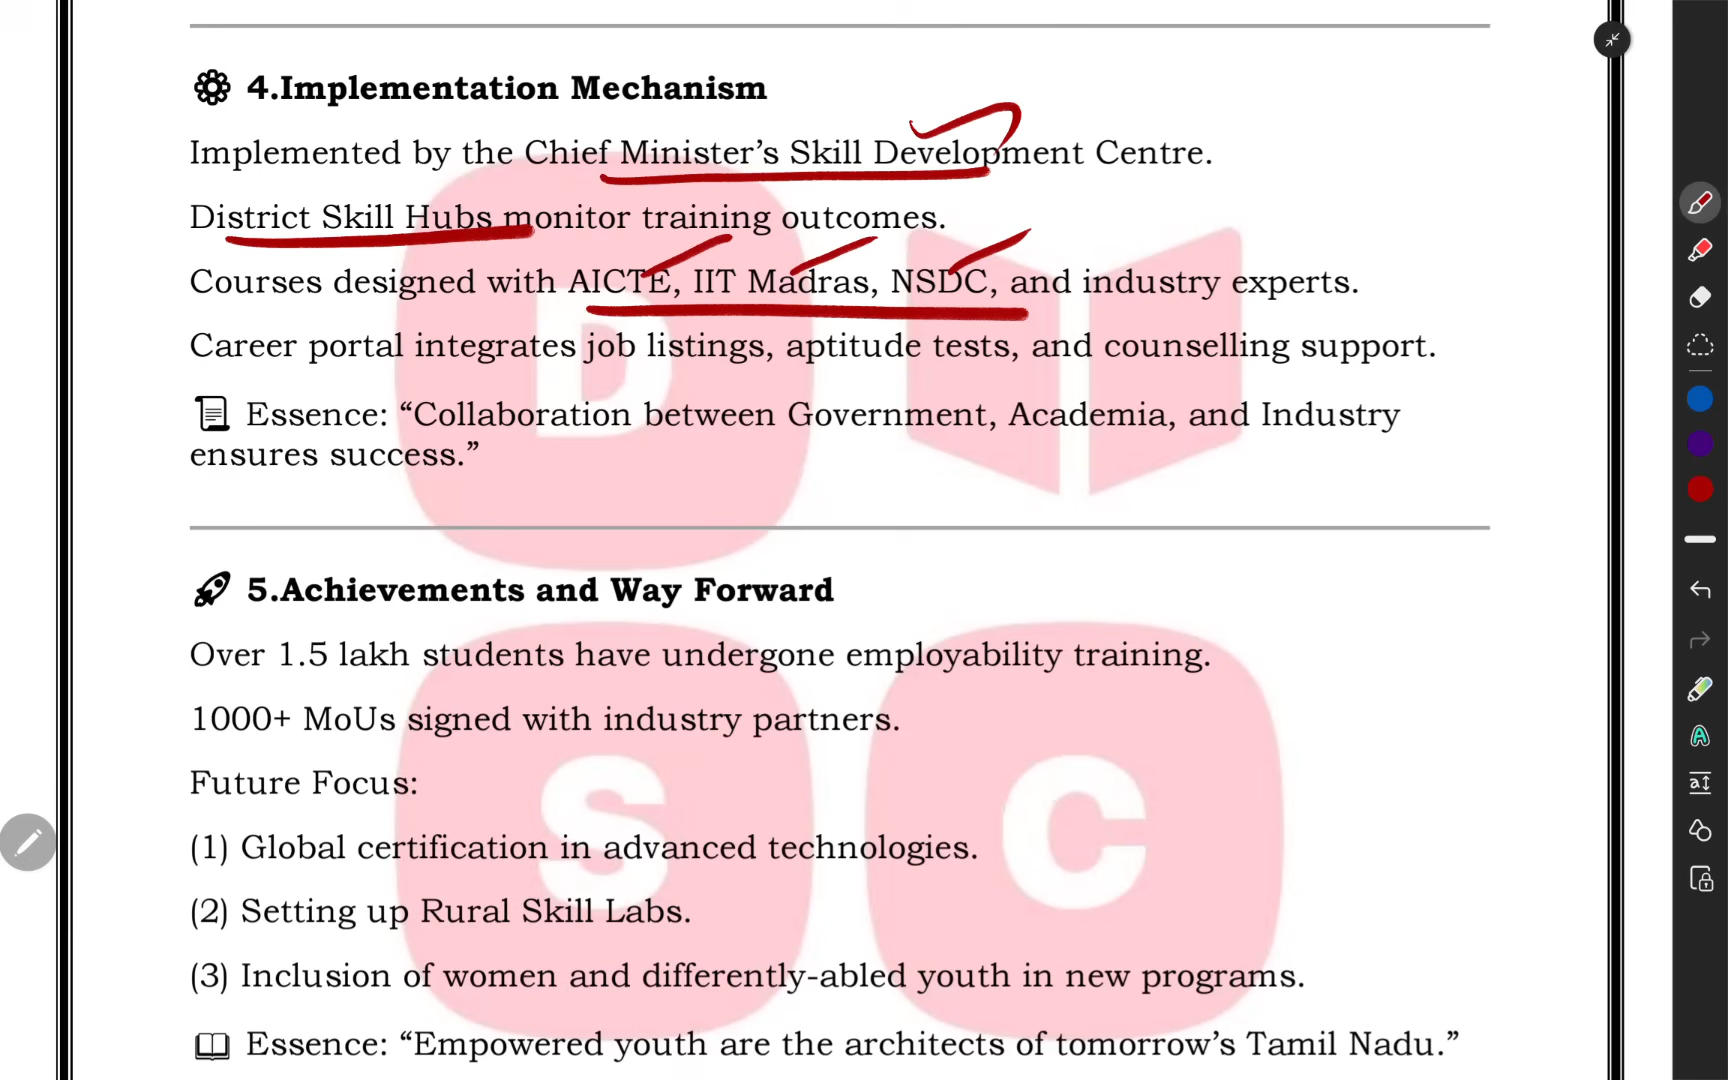 4.Implementation Mechanism
Implemented by the Chief Minister’s Skill Development Centre.
District Skill Hubs monitor training outcomes.
Courses designed with AICTE, IIT Madras, NSDC, and industry experts.
Career portal integrates job listings, aptitude tests, and counselling support.
Essence: “Collaboration between Government, Academia, and Industry
ensures success.”
5.Achievements and Way Forward
Over 1.5 lakh students have undergone employability training.
1000+ MoUs signed with industry partners.
Future Focus:
(1) Global certification in advanced technologies.
(2) Setting up Rural Skill Labs.
(3) Inclusion of women and differently-abled youth in new programs.
Essence: “Empowered youth are the architects of tomorrow’s Tamil Nadu.”
D
S C